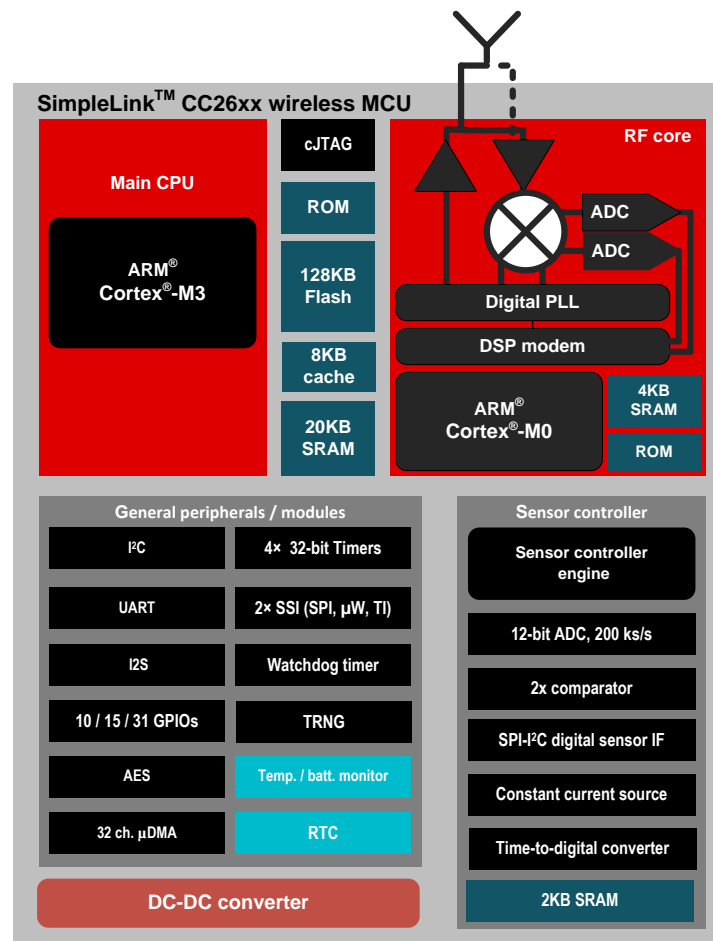 SimpleLink™ CC26xx wireless MCU
Main CPU
ARM®
Cortex®-M3
cJTAG
ROM
128KB
Flash
8KB
cache
20KB
SRAM
RF core
ADC
ADC
Digital PLL
DSP modem
ARM®
Cortex®-M0
4KB
SRAM
ROM
General peripherals / modules
I²C
4× 32-bit Timers
UART
2× SSI (SPI, µW, TI)
I2S
Watchdog timer
10 / 15 / 31 GPIOs
TRNG
AES
Temp. / batt. monitor
32 ch. µDMA
RTC
Sensor controller
Sensor controller
engine
12-bit ADC, 200 ks/s
2x comparator
SPI-I²C digital sensor IF
Constant current source
Time-to-digital converter
2KB SRAM
DC-DC converter